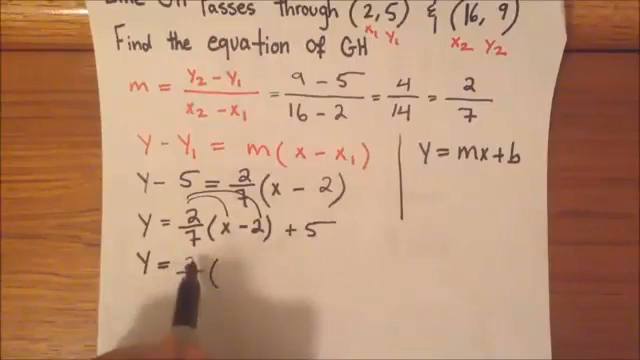 Line GH Passes through (2, 5) & (16, 9)
x₁ y₁ x₂ y₂
Find the equation of GH
m = y₂ - y₁ / x₂ - x₁ = 9 - 5 / 16 - 2 = 4 / 14 = 2 / 7
y - y₁ = m(x - x₁)
y = mx + b
y - 5 = 2/7 (x - 2)
y = 2/7 (x - 2) + 5
y = 2 (